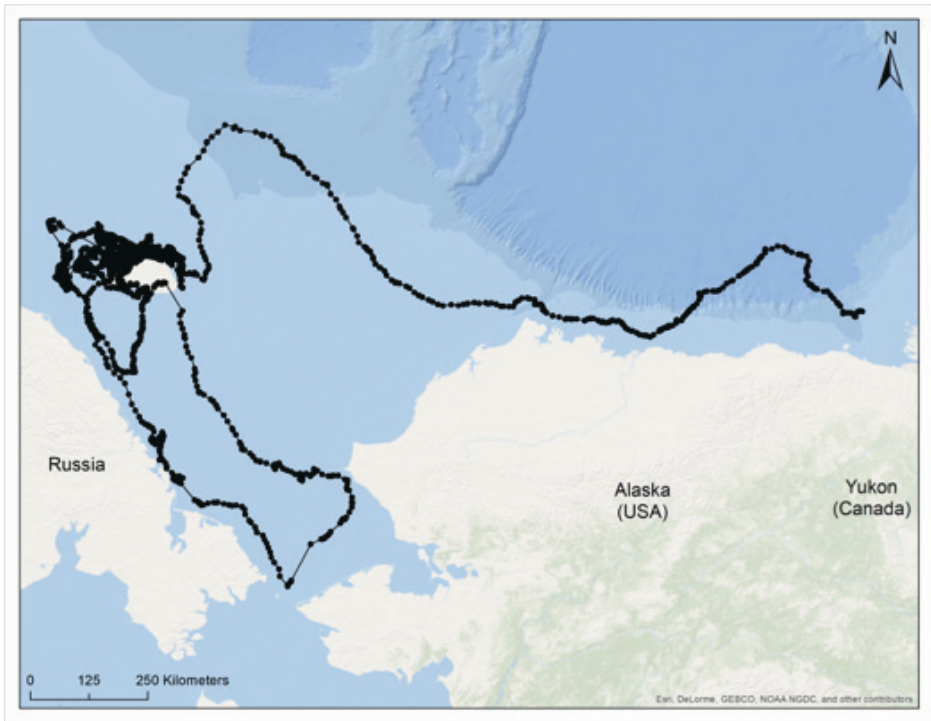 N
Russia
Alaska
(USA)
Yukon
(Canada)
0 125 250 Kilometers
Esri, DeLorme, GEBCO, NOAA NGDC, and other contributors